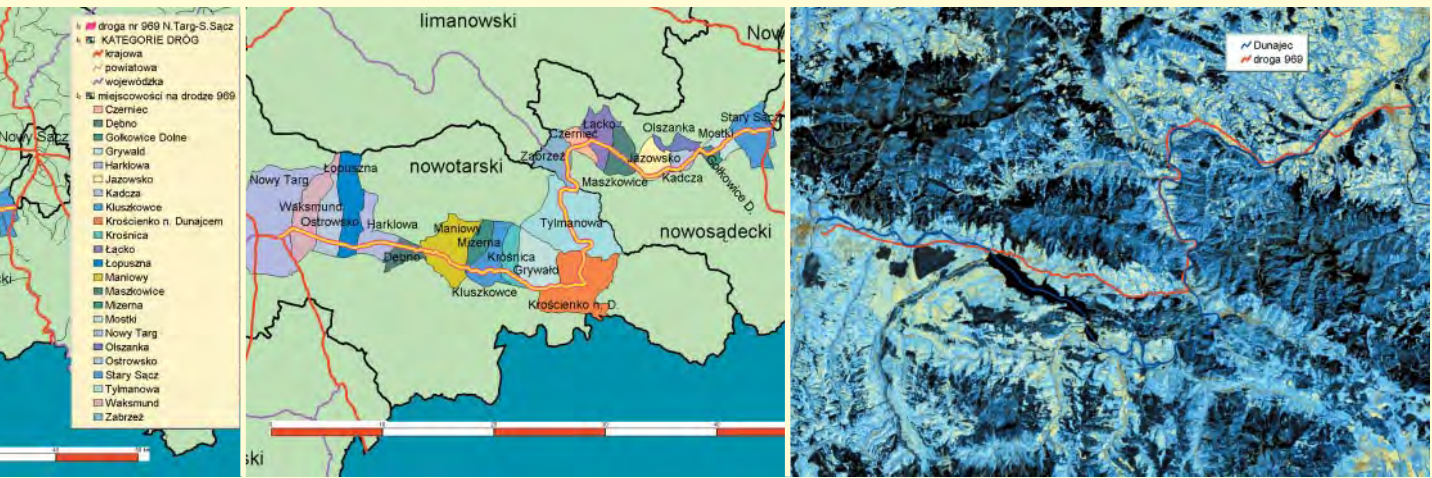 droga nr 969 N.Targ-S.Sącz
KATEGORIE DRÓG
krajowa
powiatowa
wojewódzka
miejscowości na drodze 969
Czerniec
Dębno
Gołkowice Dolne
Grywałd
Harklowa
Jazowsko
Kadcza
Kluszkowce
Krościenko n. Dunajcem
Krośnica
Łącko
Łopuszna
Maniowy
Maszkowice
Mizerna
Mostki
Nowy Targ
Olszanka
Ostrowsko
Stary Sącz
Tylmanowa
Waksmund
Zabrzeż
Nowy Sącz
limanowski
Now
Stary Sącz
Łącko
Olszanka
Mostki
Czerniec
Zabrzeż
Jazowsko
Gołkowice D.
Maszkowice
Kadcza
nowotarski
Łopuszna
Nowy Targ
Waksmund
Ostrowsko
Harklowa
Maniowy
Tylmanowa
nowosądecki
Mizerna
Krośnica
Dębno
Grywałd
Kluszkowce
Krościenko n. D.
ski
Dunajec
droga 969